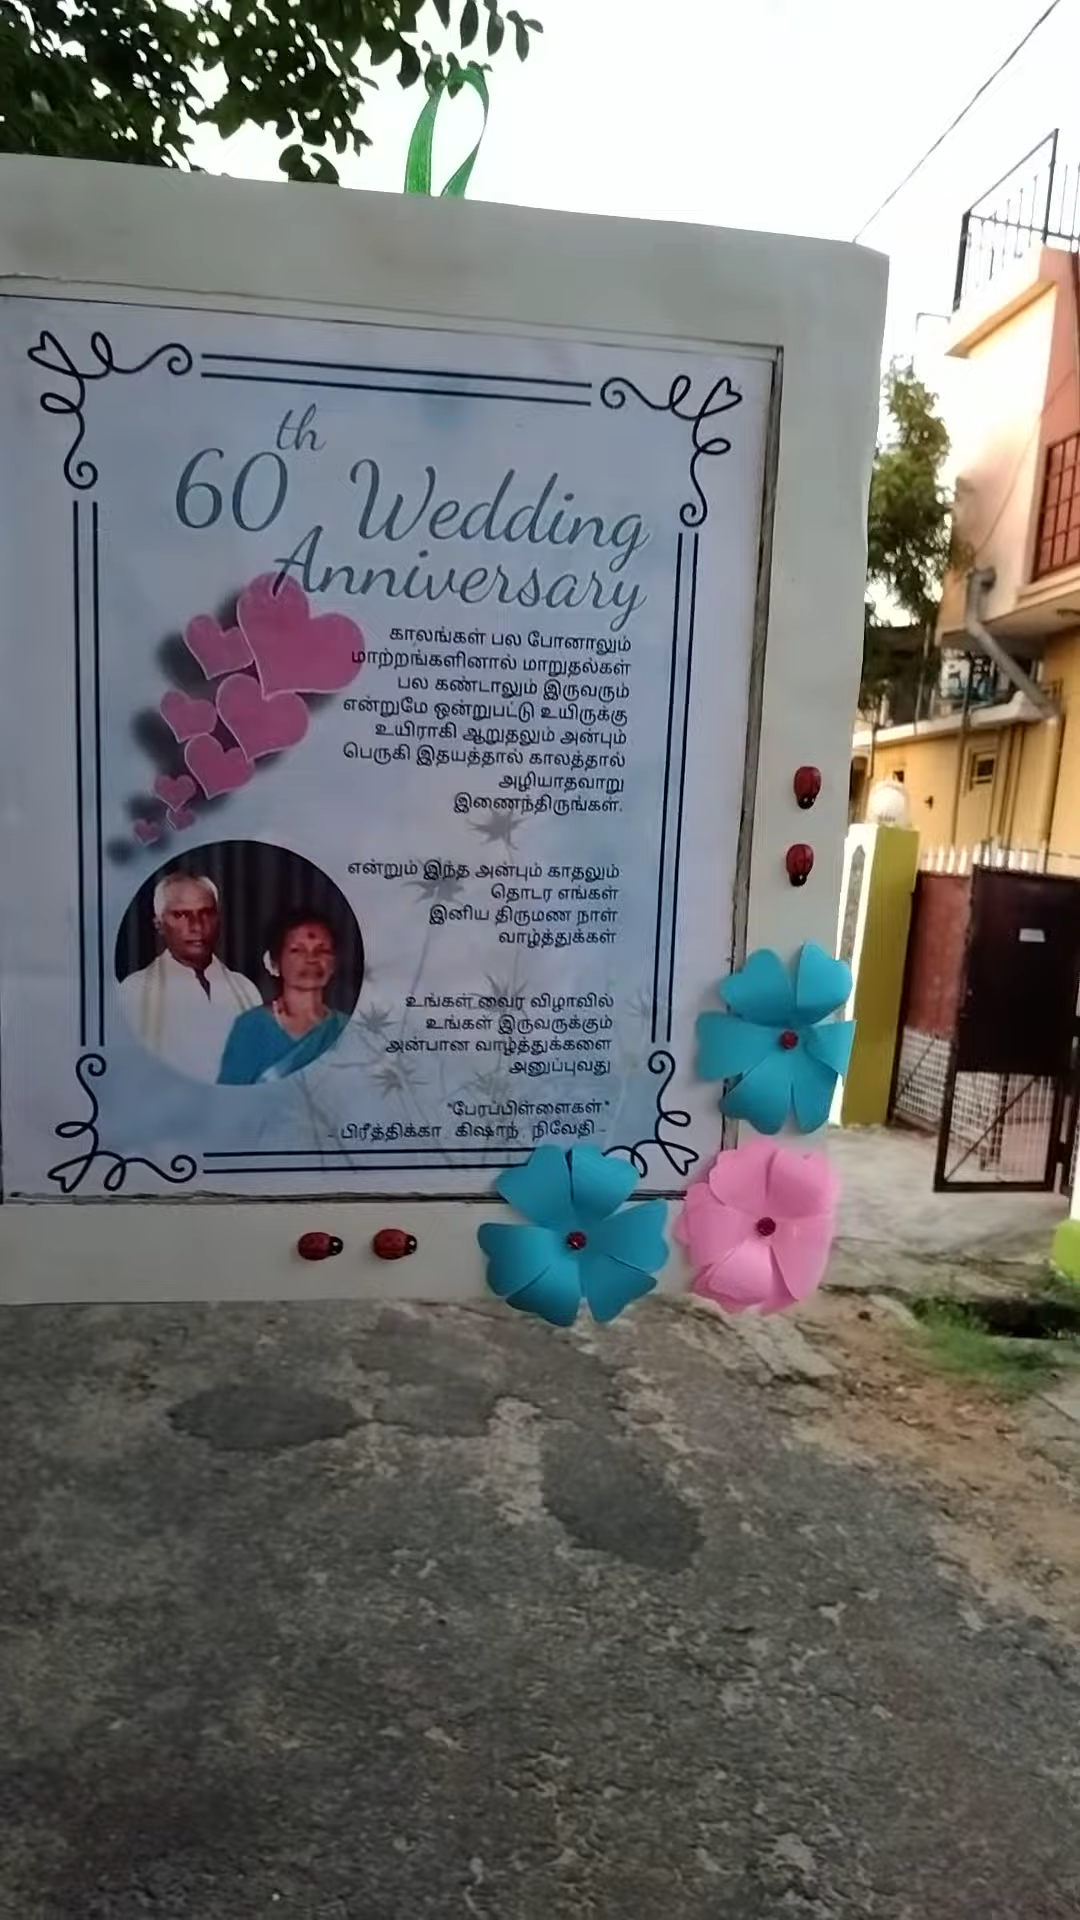 60th Wedding
Anniversary
காலங்கள் பல போனாலும்
மாற்றங்களினால் மாறுதல்கள்
பல கண்டாலும் இருவரும்
என்றுமே ஒன்றுபட்டு உயிருக்கு
உயிராகி ஆறுதலும் அன்பும்
பெருகி இதயத்தால் காலத்தால்
அழியாதவாறு
இணைந்திருங்கள்.
என்றும் இந்த அன்பும் காதலும்
தொடர எங்கள்
இனிய திருமண நாள்
வாழ்த்துக்கள்
உங்கள் வைர விழாவில்
உங்கள் இருவருக்கும்
அன்பான வாழ்த்துக்களை
அனுப்புவது
"பேரப்பிள்ளைகள்"
- பிரீத்திக்கா, கிஷாந், நிவேதி -